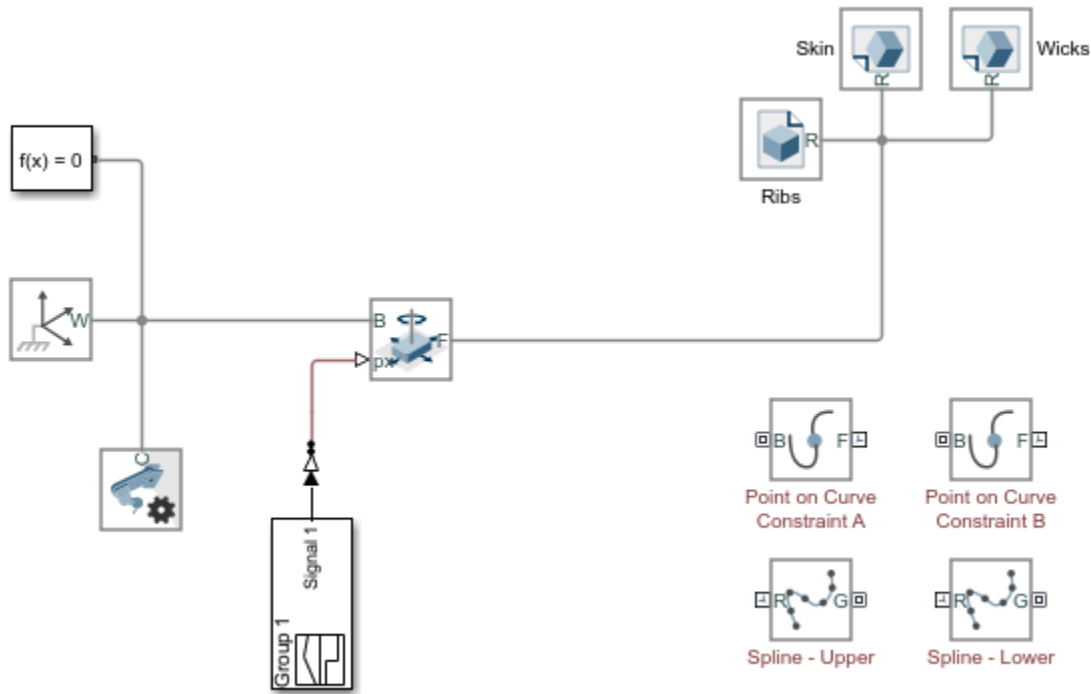 Skin
Wicks
R
R
R
Ribs
f(x) = 0
W
B
F
px
C
Signal 1
Group 1
B
F
B
F
Point on Curve
Constraint A
Point on Curve
Constraint B
R
G
R
G
Spline - Upper
Spline - Lower